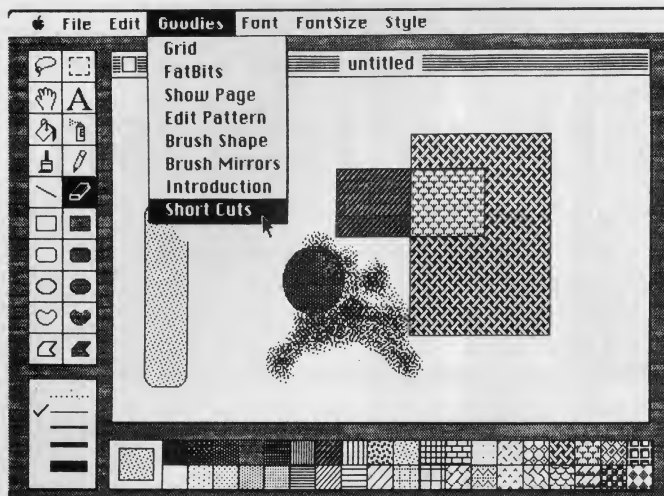 File Edit Goodies Font FontSize Style
untitled
Grid
FatBits
Show Page
Edit Pattern
Brush Shape
Brush Mirrors
Introduction
Short Cuts
A